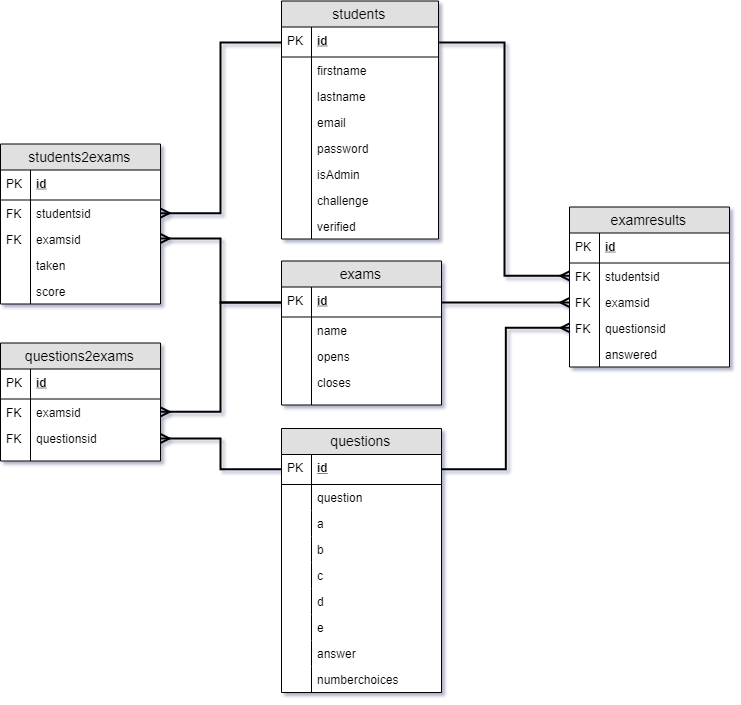 students
PK id
firstname
lastname
email
password
isAdmin
challenge
verified
students2exams
PK id
FK studentsid
FK examsid
taken
score
examresults
PK id
FK studentsid
FK examsid
FK questionsid
answered
exams
PK id
name
opens
closes
questions2exams
PK id
FK examsid
FK questionsid
questions
PK id
question
a
b
c
d
e
answer
numberchoices